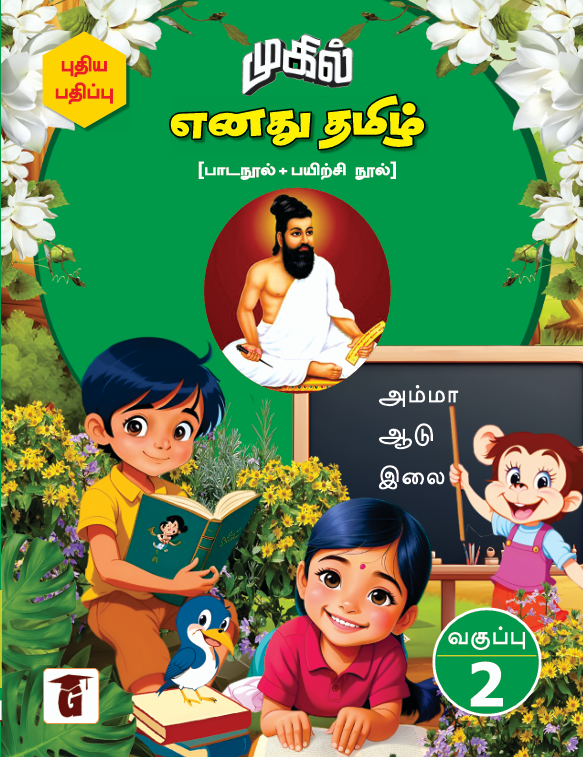 புதிய
பதிப்பு
முகில்
எனது தமிழ்
[பாடநூல் + பயிற்சி நூல்]
அம்மா
ஆடு
இலை
வகுப்பு
2
G